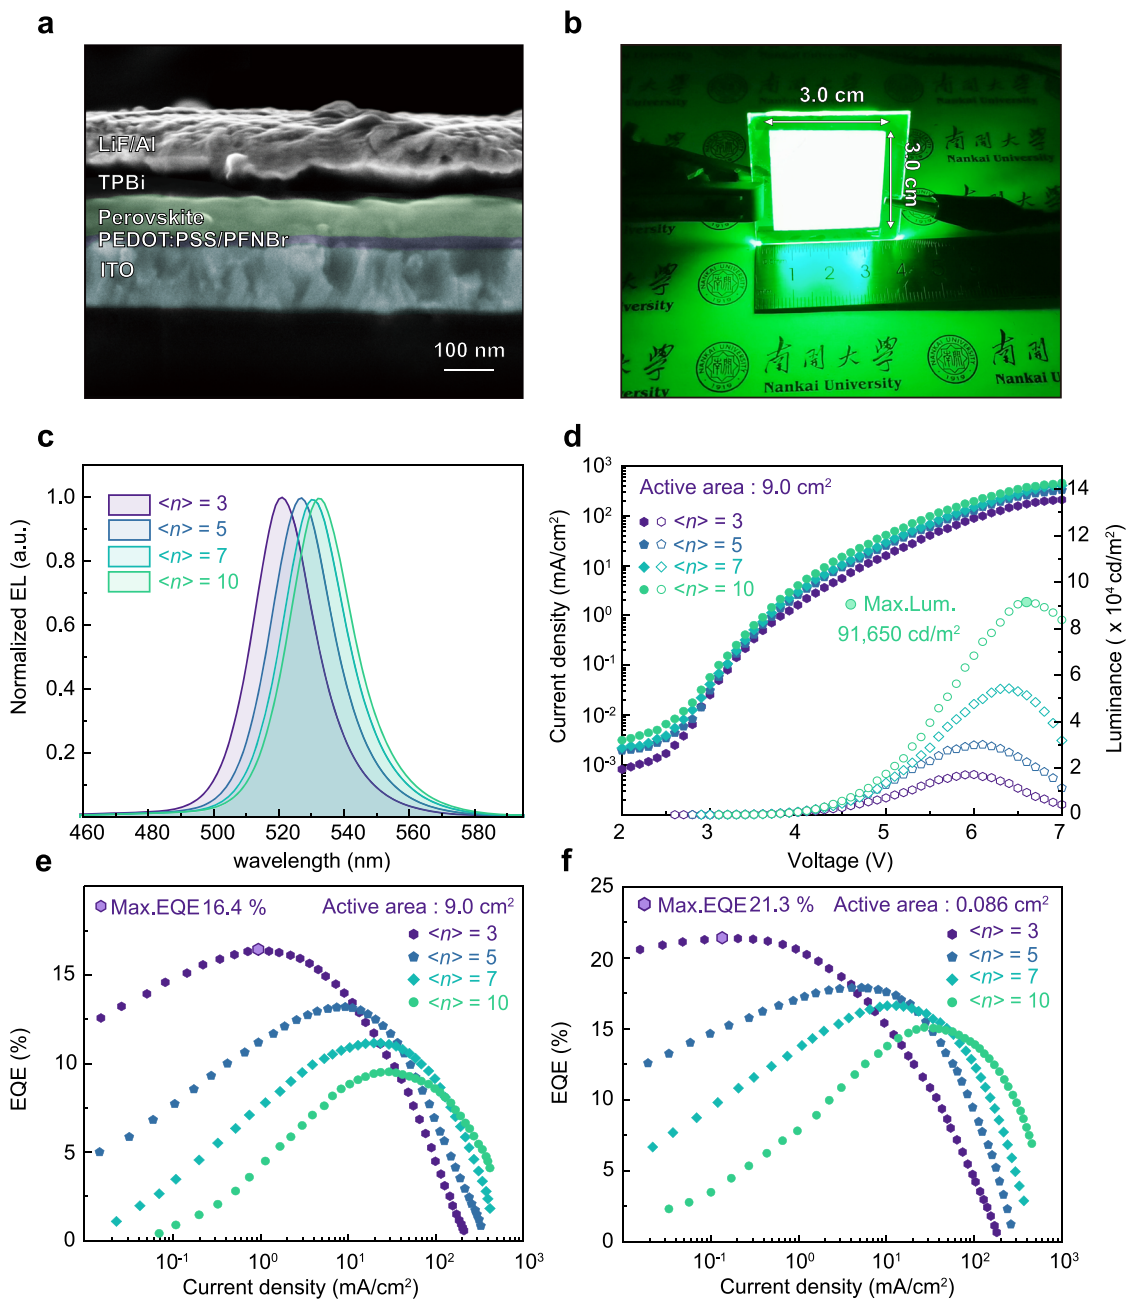 a
LiF/Al
TPBi
Perovskite
PEDOT:PSS/PFNBr
ITO
100 nm
b
3.0 cm
3.0 cm
南開大學
Nankai University
NANKAI UNIVERSITY
1919
1 2 3 4
versity
南開大學
Nankai University
南開
Nankai U
c
Normalized EL (a.u.)
1.0
0.8
0.6
0.4
0.2
<n> = 3
<n> = 5
<n> = 7
<n> = 10
460 480 500 520 540 560 580
wavelength (nm)
d
Current density (mA/cm²)
10³
10²
10¹
10⁰
10⁻¹
10⁻²
10⁻³
Active area : 9.0 cm²
<n> = 3
<n> = 5
<n> = 7
<n> = 10
Max.Lum.
91,650 cd/m²
14
12
10
8
6
4
2
0
Luminance ( x 10⁴ cd/m²)
2 3 4 5 6 7
Voltage (V)
e
EQE (%)
20
15
10
5
0
Max.EQE 16.4 % Active area : 9.0 cm²
<n> = 3
<n> = 5
<n> = 7
<n> = 10
10⁻¹ 10⁰ 10¹ 10² 10³
Current density (mA/cm²)
f
EQE (%)
25
20
15
10
5
0
Max.EQE 21.3 % Active area : 0.086 cm²
<n> = 3
<n> = 5
<n> = 7
<n> = 10
10⁻¹ 10⁰ 10¹ 10² 10³
Current density (mA/cm²)